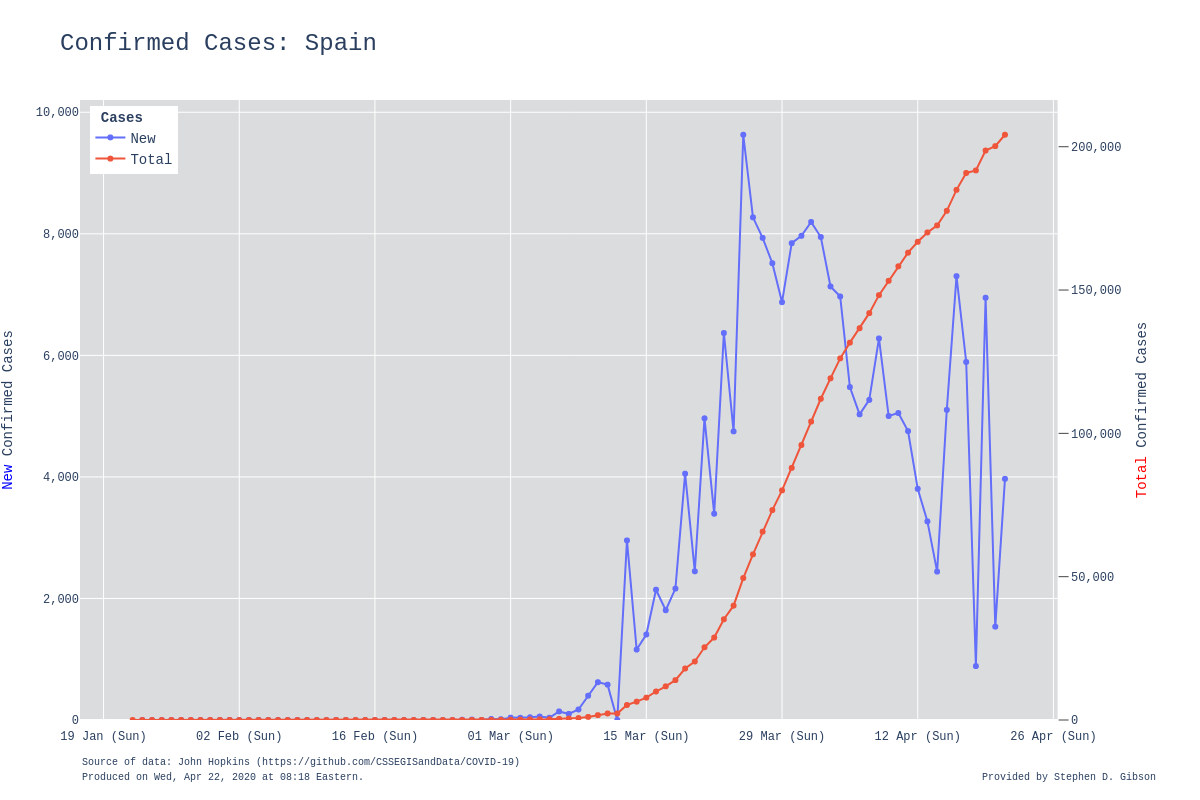 Confirmed Cases: Spain
Cases
New
Total
10,000
8,000
6,000
4,000
2,000
0
New Confirmed Cases
200,000
150,000
100,000
50,000
0
Total Confirmed Cases
19 Jan (Sun) 02 Feb (Sun) 16 Feb (Sun) 01 Mar (Sun) 15 Mar (Sun) 29 Mar (Sun) 12 Apr (Sun) 26 Apr (Sun)
Source of data: John Hopkins (https://github.com/CSSEGISandData/COVID-19)
Produced on Wed, Apr 22, 2020 at 08:18 Eastern.
Provided by Stephen D. Gibson